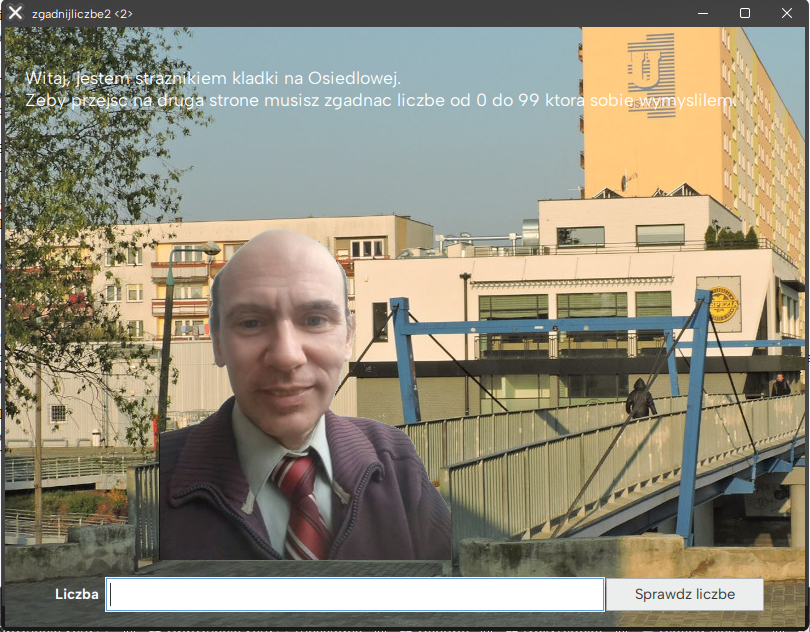 zgadnijliczbe2 <2>
Witaj, jestem straznikiem kladki na Osiedlowej.
Zeby przejsc na druga strone musisz zgadnac liczbe od 0 do 99 ktora sobie wymyslilem.
Liczba
Sprawdz liczbe